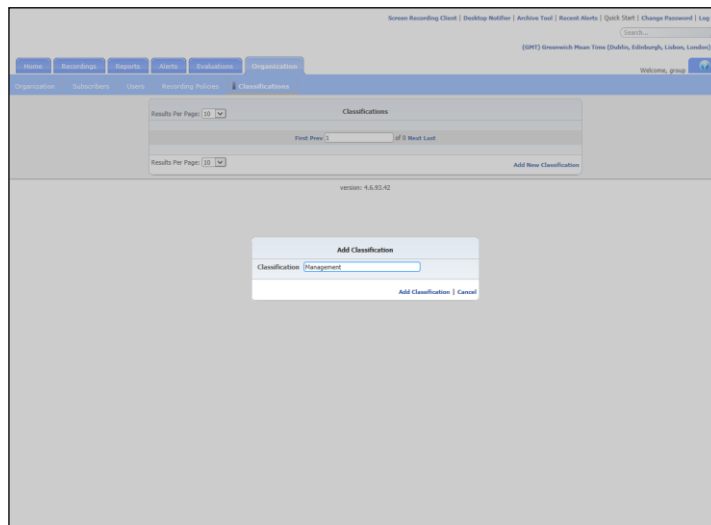 Screen Recording Client | Desktop Notifier | Archive Tool | Recent Alerts | Quick Start | Change Password | Log
Search...
(GMT) Greenwich Mean Time (Dublin, Edinburgh, Lisbon, London)
Home Recordings Reports Alerts Evaluations Organization
Welcome, group
Organization Subscribers Users Recording Policies Classifications
Results Per Page: 10 Classifications
First Prev 1 of 0 Next Last
Results Per Page: 10 Add New Classification
version: 4.6.93.42
Add Classification
Classification Management
Add Classification | Cancel